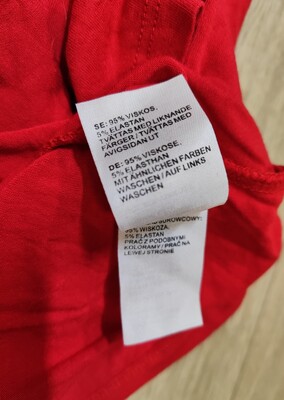 SE: 95% VISKOS.
5% ELASTAN
TVÄTTAS MED LIKNANDE
FÄRGER / TVÄTTAS MED
AVIGSIDAN UT
DE: 95% VISKOSE.
5% ELASTHAN
MIT ÄHNLICHEN FARBEN
WASCHEN / AUF LINKS
WASCHEN
SUROWCOWY:
95% WISKOZA.
5% ELASTAN
PRAĆ Z PODOBNYMI
KOLORAMI / PRAĆ NA
LEWEJ STRONIE